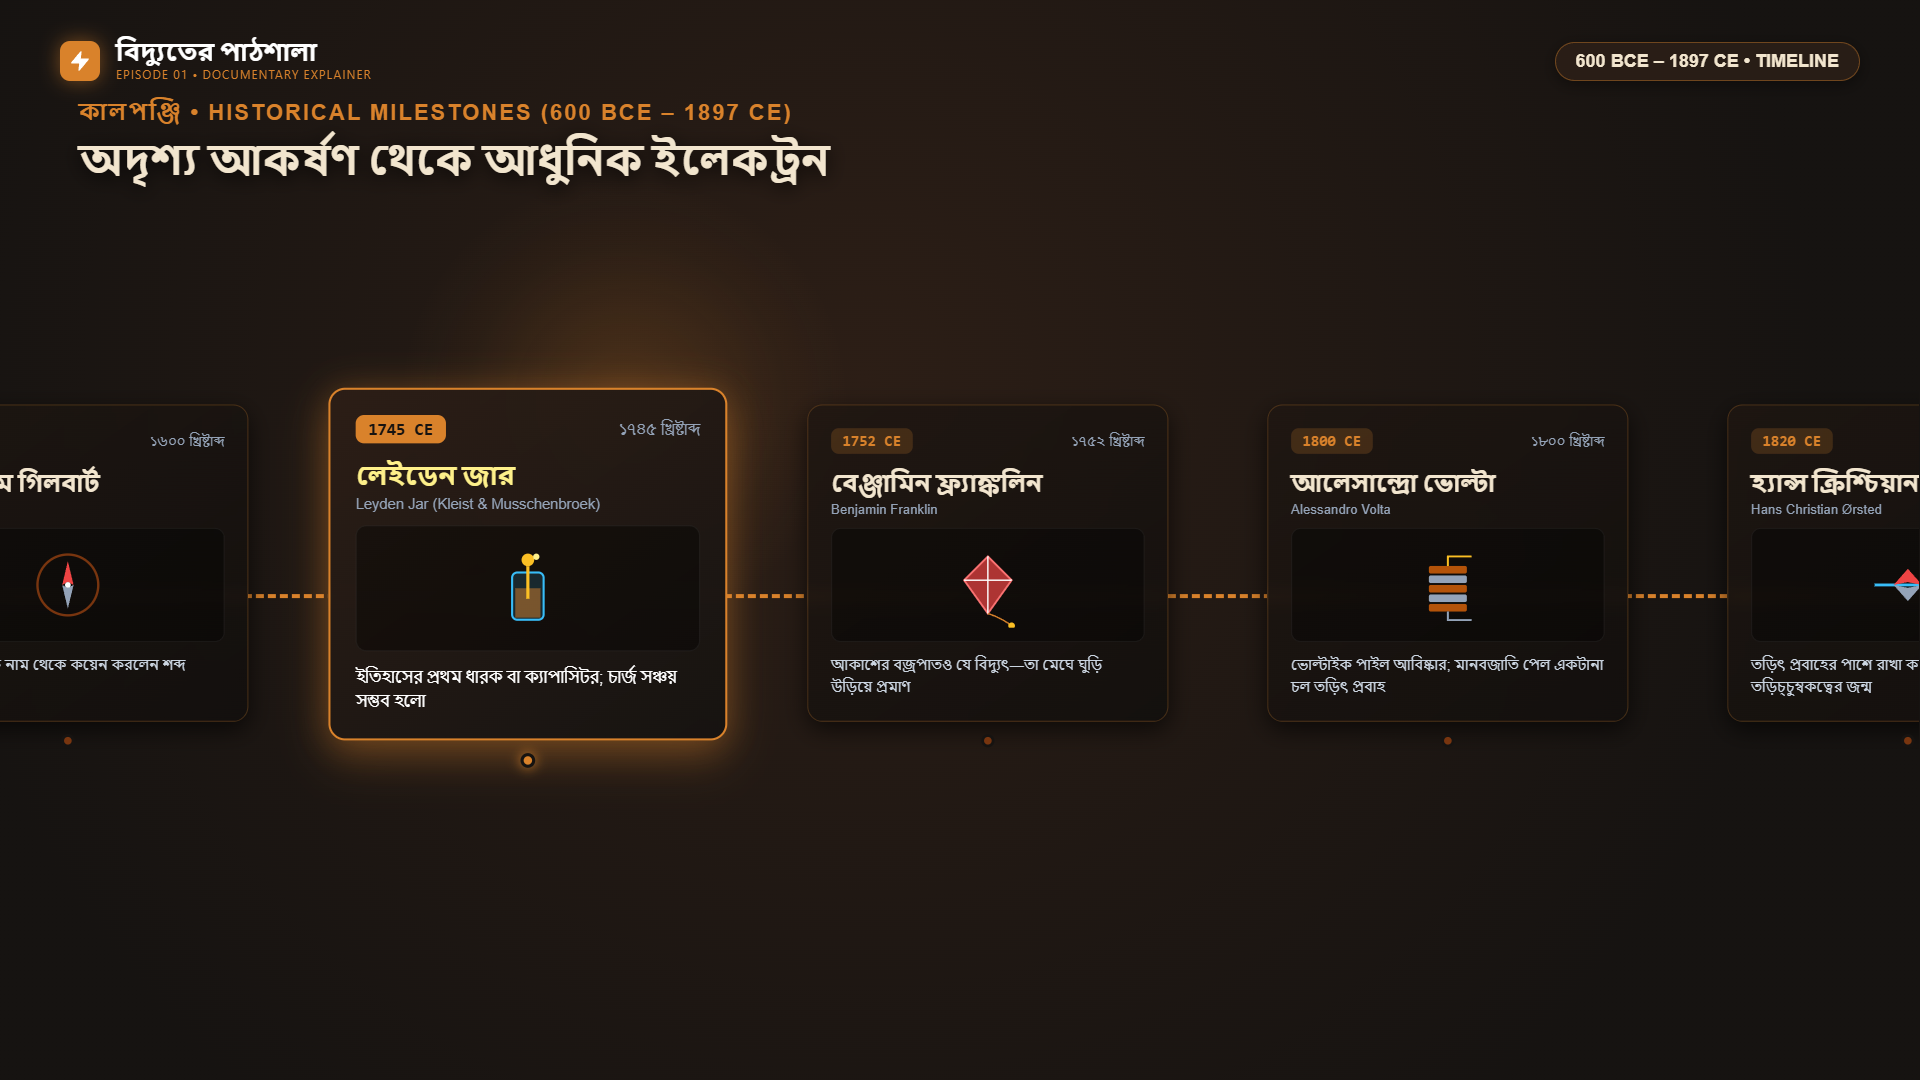 বিদ্যুতের পাঠশালা
EPISODE 01 • DOCUMENTARY EXPLAINER
600 BCE – 1897 CE • TIMELINE
কালপঞ্জি • HISTORICAL MILESTONES (600 BCE – 1897 CE)
অদৃশ্য আকর্ষণ থেকে আধুনিক ইলেকট্রন
১৬০০ খ্রিষ্টাব্দ
ম গিলবার্ট
নাম থেকে কয়েন করলেন শব্দ
1745 CE
১৭৪৫ খ্রিষ্টাব্দ
লেইডেন জার
Leyden Jar (Kleist & Musschenbroek)
ইতিহাসের প্রথম ধারক বা ক্যাপাসিটর; চার্জ সঞ্চয়
সম্ভব হলো
1752 CE
১৭৫২ খ্রিষ্টাব্দ
বেঞ্জামিন ফ্র্যাঙ্কলিন
Benjamin Franklin
আকাশের বজ্রপাতও যে বিদ্যুৎ—তা মেঘে ঘুড়ি
উড়িয়ে প্রমাণ
1800 CE
১৮০০ খ্রিষ্টাব্দ
আলেসান্দ্রো ভোল্টা
Alessandro Volta
ভোল্টাইক পাইল আবিষ্কার; মানবজাতি পেল একটানা
চল তড়িৎ প্রবাহ
1820 CE
হ্যান্স ক্রিশ্চিয়ান
Hans Christian Ørsted
তড়িৎ প্রবাহের পাশে রাখা ক
তড়িচ্চুম্বকত্বের জন্ম